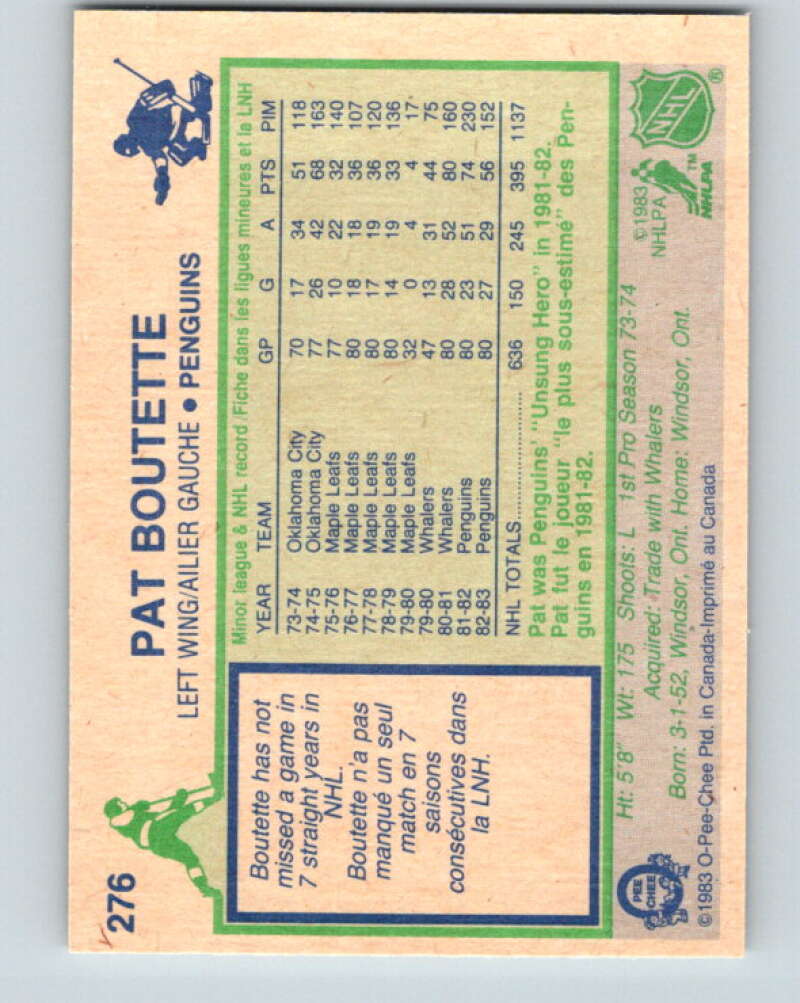 276
PAT BOUTETTE
LEFT WING/AILIER GAUCHE • PENGUINS
Boutette has not
missed a game in
7 straight years in
NHL.
Boutette n'a pas
manqué un seul
match en 7
saisons
consécutives dans
la LNH.
Minor league & NHL record/Fiche dans les ligues mineures et la LNH
YEAR TEAM GP G A PTS PIM
73-74 Oklahoma City 70 17 34 51 118
74-75 Oklahoma City 77 26 42 68 163
75-76 Maple Leafs 77 10 22 32 140
76-77 Maple Leafs 80 18 18 36 107
77-78 Maple Leafs 80 17 19 36 120
78-79 Maple Leafs 80 14 19 33 136
79-80 Maple Leafs 32 0 4 4 17
79-80 Whalers 47 13 31 44 75
80-81 Whalers 80 28 52 80 160
81-82 Penguins 80 23 51 74 230
82-83 Penguins 80 27 29 56 152
NHL TOTALS 636 150 245 395 1137
Pat was Penguins' "Unsung Hero" in 1981-82.
Pat fut le joueur "le plus sous-estimé" des Pen-
guins en 1981-82.
Ht: 5'8" Wt: 175 Shoots: L 1st Pro Season 73-74
Acquired: Trade with Whalers
Born: 3-1-52, Windsor, Ont. Home: Windsor, Ont.
©1983 O-Pee-Chee Ptd. in Canada-Imprimé au Canada
O
PEE
CHEE
©1983
NHLPA
TM
NHLPA
NHL
®